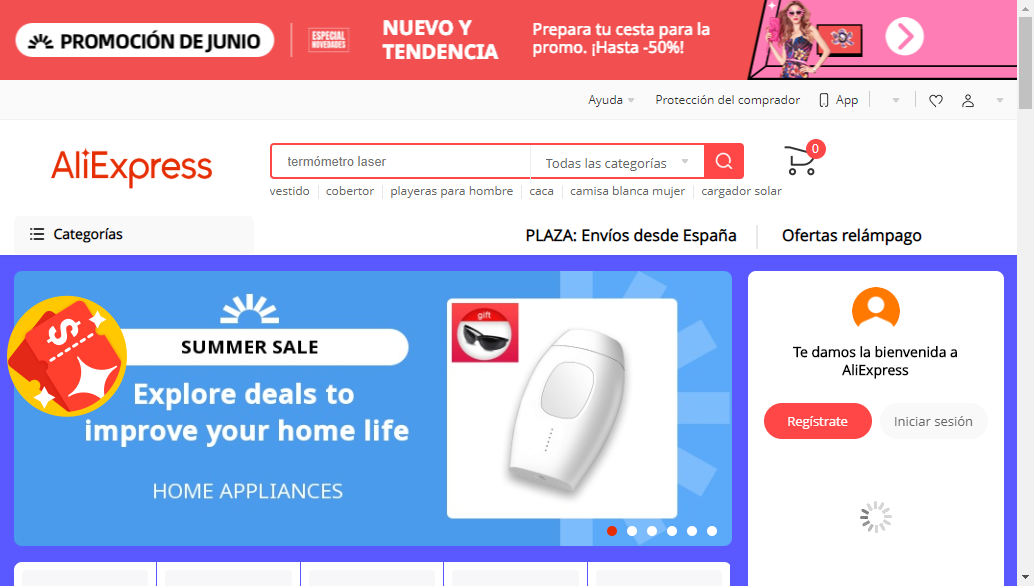 PROMOCIÓN DE JUNIO
ESPECIAL
NOVEDADES
NUEVO Y
TENDENCIA
Prepara tu cesta para la
promo. ¡Hasta -50%!
Ayuda
Protección del comprador
App
AliExpress
termómetro laser
Todas las categorías
0
vestido
cobertor
playeras para hombre
caca
camisa blanca mujer
cargador solar
Categorías
PLAZA: Envíos desde España
Ofertas relámpago
$
SUMMER SALE
Explore deals to
improve your home life
HOME APPLIANCES
gift
Te damos la bienvenida a
AliExpress
Regístrate
Iniciar sesión